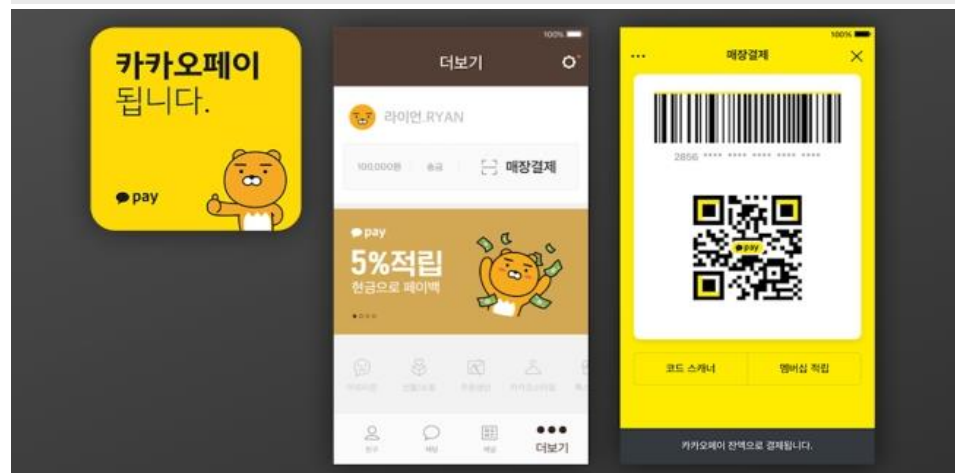 카카오페이
됩니다.
pay
100%
더보기
라이언.RYAN
100,000원 송금 매장결제
pay
5%적립
현금으로 페이백
더보기
100%
매장결제
2856 **** **** **** **** ****
pay
코드 스캐너 멤버십 적립
카카오페이 잔액으로 결제됩니다.